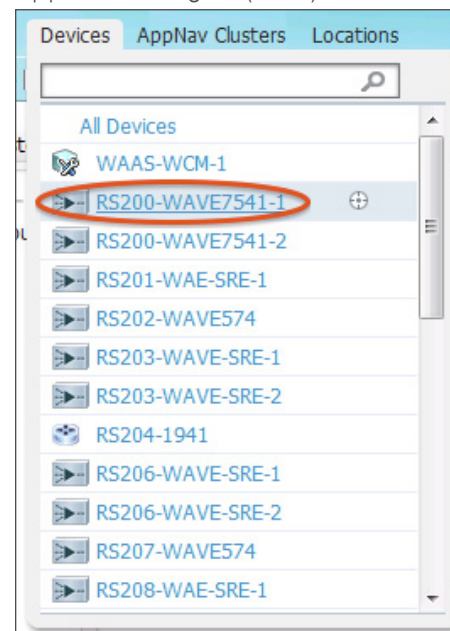 Devices AppNav Clusters Locations
All Devices
WAAS-WCM-1
RS200-WAVE7541-1
RS200-WAVE7541-2
RS201-WAE-SRE-1
RS202-WAVE574
RS203-WAVE-SRE-1
RS203-WAVE-SRE-2
RS204-1941
RS206-WAVE-SRE-1
RS206-WAVE-SRE-2
RS207-WAVE574
RS208-WAE-SRE-1